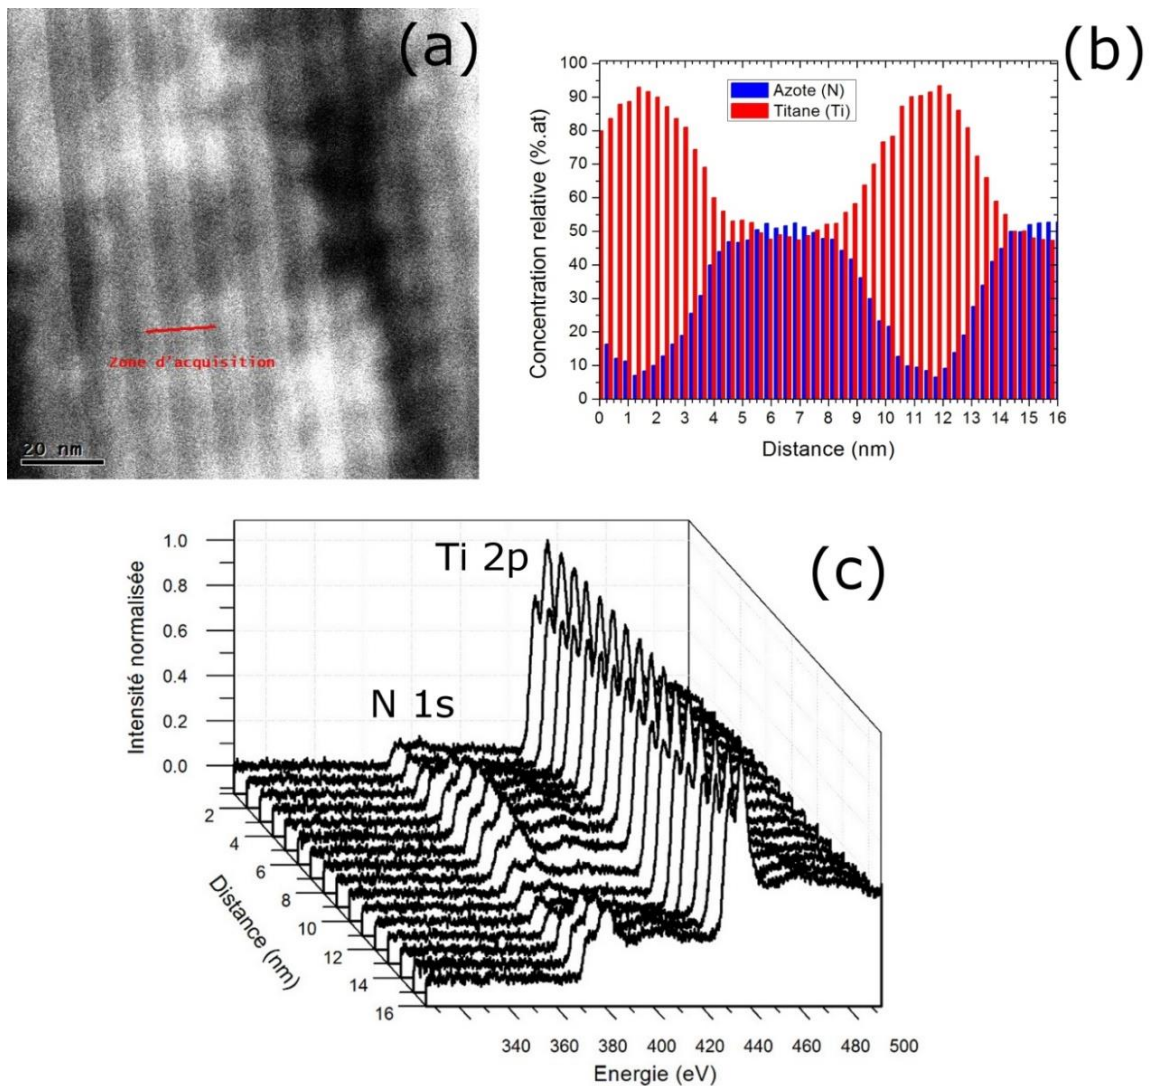 (a)
Zone d'acquisition
20 nm
(b)
Concentration relative (%.at)
100
90
80
70
60
50
40
30
20
10
0
Azote (N)
Titane (Ti)
0 1 2 3 4 5 6 7 8 9 10 11 12 13 14 15 16
Distance (nm)
(c)
Intensité normalisée
1.0
0.8
0.6
0.4
0.2
0.0
Ti 2p
N 1s
2
4
6
8
10
12
14
16
Distance (nm)
340 360 380 400 420 440 460 480 500
Energie (eV)